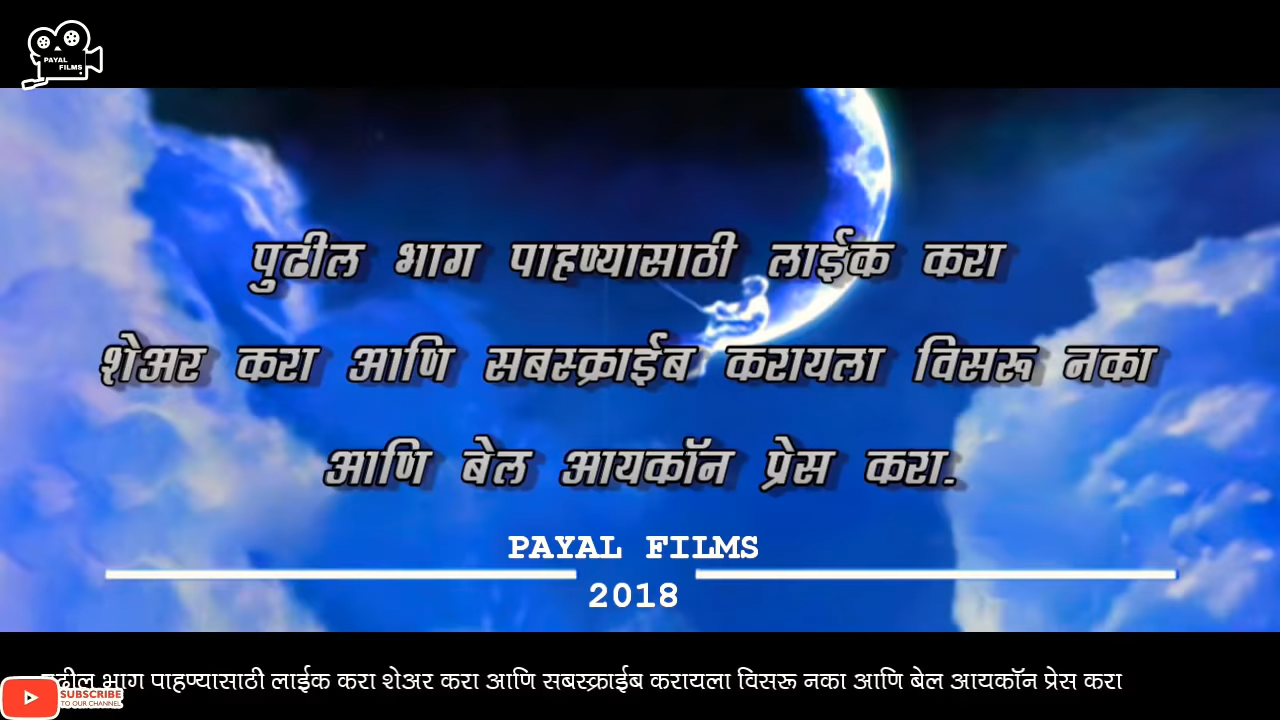 PAYAL
FILMS
पुढील भाग पाहण्यासाठी लाईक करा
शेअर करा आणि सबस्क्राईब करायला विसरू नका
आणि बेल आयकॉन प्रेस करा.
PAYAL FILMS
2018
पुढील भाग पाहण्यासाठी लाईक करा शेअर करा आणि सबस्क्राईब करायला विसरू नका आणि बेल आयकॉन प्रेस करा
SUBSCRIBE
TO OUR CHANNEL